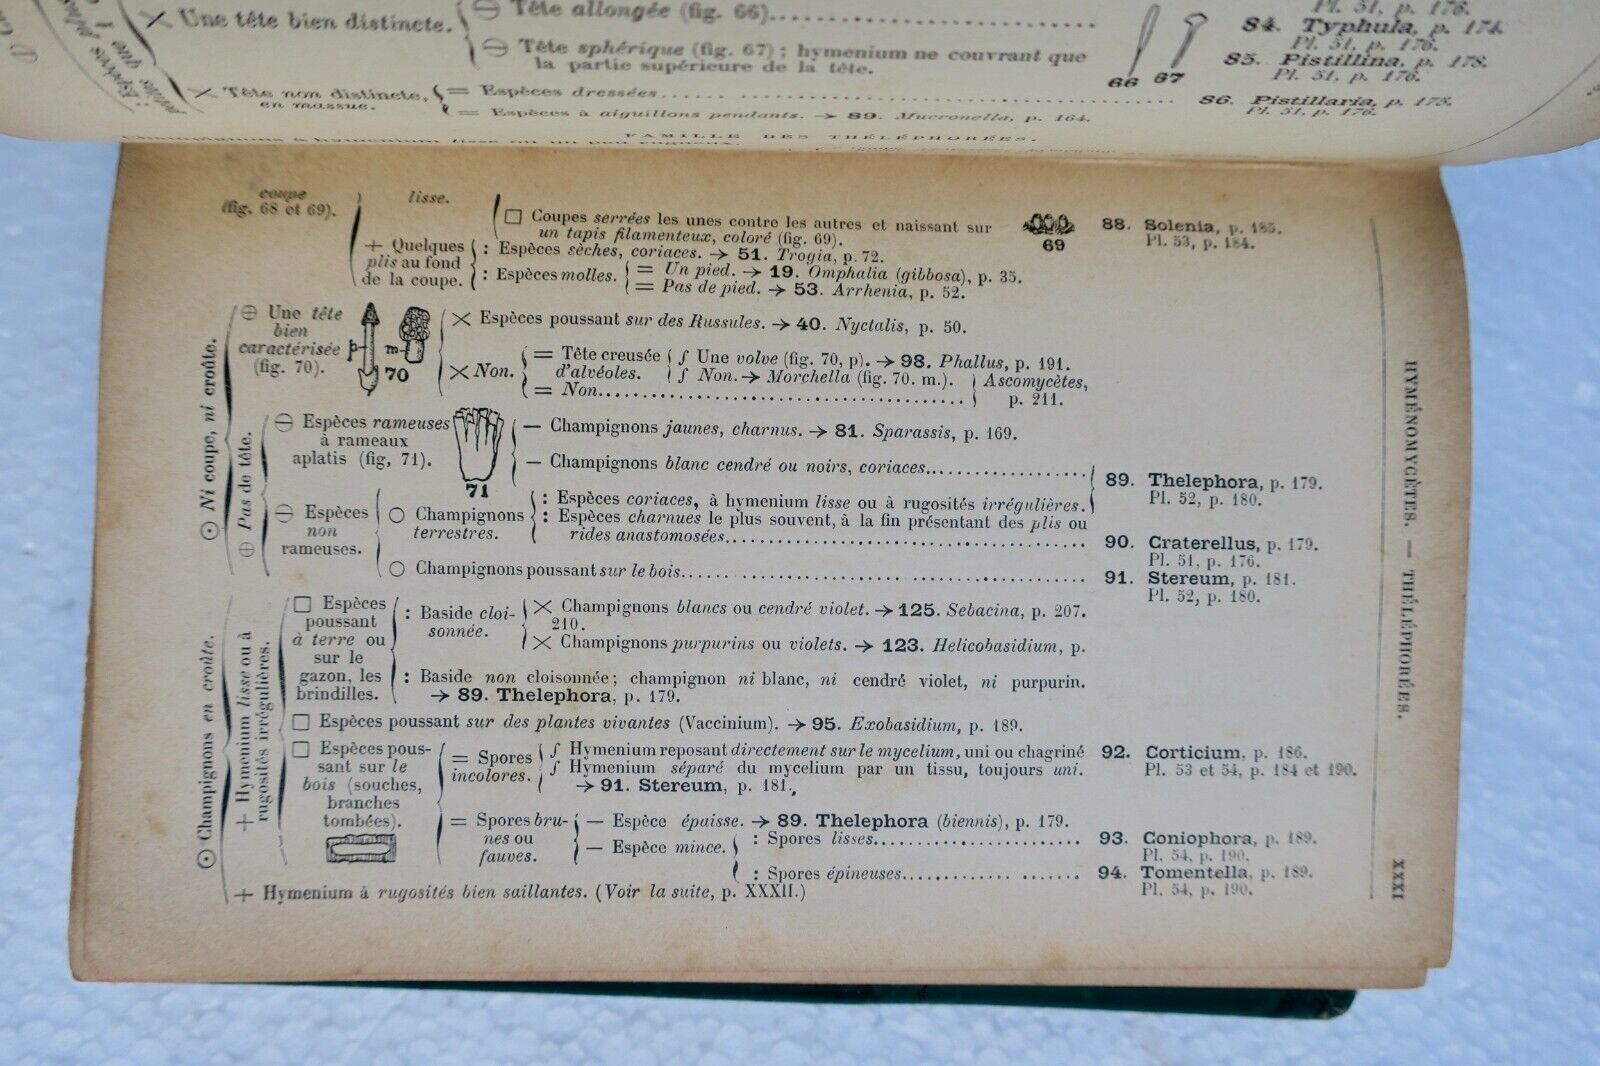 Tête allongée (fig. 66)
Pl. 51, p. 176.
× Une tête bien distincte.
84. Typhula, p. 174.
Pl. 51, p. 176.
⊖ Tête sphérique (fig. 67) ; hymenium ne couvrant que
la partie supérieure de la tête.
66 67
85. Pistillina, p. 178.
Pl. 51, p. 176.
× Tête non distincte,
en massue.
= Espèces dressées
86. Pistillaria, p. 175.
Pl. 51, p. 176.
= Espèces à aiguillons pendants. → 89. Mucronella, p. 164.
FAMILLE DES THÉLÉPHORÉES.
Champignons à hymenium lisse ou un peu rugueux.
coupe
(fig. 68 et 69).
lisse.
□ Coupes serrées les unes contre les autres et naissant sur
un tapis filamenteux, coloré (fig. 69).
69
88. Solenia, p. 185.
Pl. 53, p. 184.
+ Quelques
plis au fond
de la coupe.
: Espèces sèches, coriaces. → 51. Trogia, p. 72.
: Espèces molles.
= Un pied. → 19. Omphalia (gibbosa), p. 35.
= Pas de pied. → 53. Arrhenia, p. 52.
⊙ Ni coupe, ni croûte.
⊕ Une tête
bien
caractérisée
(fig. 70).
p
m
70
× Espèces poussant sur des Russules. → 40. Nyctalis, p. 50.
× Non.
= Tête creusée
d'alvéoles.
∫ Une volve (fig. 70, p). → 98. Phallus, p. 191.
∫ Non. → Morchella (fig. 70. m.).
= Non
Ascomycètes,
p. 211.
⊕ Pas de tête.
⊖ Espèces rameuses
à rameaux
aplatis (fig, 71).
71
— Champignons jaunes, charnus. → 81. Sparassis, p. 169.
— Champignons blanc cendré ou noirs, coriaces
⊖ Espèces
non
rameuses.
○ Champignons
terrestres.
: Espèces coriaces, à hymenium lisse ou à rugosités irrégulières.
89. Thelephora, p. 179.
Pl. 52, p. 180.
: Espèces charnues le plus souvent, à la fin présentant des plis ou
rides anastomosées
90. Craterellus, p. 179.
Pl. 51, p. 176.
○ Champignons poussant sur le bois
91. Stereum, p. 181.
Pl. 52, p. 180.
⊙ Champignons en croûte.
+ Hymenium lisse ou à
rugosités irrégulières.
□ Espèces
poussant
à terre ou
sur le
gazon, les
brindilles.
: Baside cloi-
sonnée.
× Champignons blancs ou cendré violet. → 125. Sebacina, p. 207.
210.
× Champignons purpurins ou violets. → 123. Helicobasidium, p.
: Baside non cloisonnée ; champignon ni blanc, ni cendré violet, ni purpurin.
→ 89. Thelephora, p. 179.
□ Espèces poussant sur des plantes vivantes (Vaccinium). → 95. Exobasidium, p. 189.
□ Espèces pous-
sant sur le
bois (souches,
branches
tombées).
= Spores
incolores.
∫ Hymenium reposant directement sur le mycelium, uni ou chagriné
92. Corticium, p. 186.
Pl. 53 et 54, p. 184 et 190.
∫ Hymenium séparé du mycelium par un tissu, toujours uni.
→ 91. Stereum, p. 181.
= Spores bru-
nes ou
fauves.
— Espèce épaisse. → 89. Thelephora (biennis), p. 179.
— Espèce mince.
: Spores lisses
93. Coniophora, p. 189.
Pl. 54, p. 190.
: Spores épineuses
94. Tomentella, p. 189.
Pl. 54, p. 190.
+ Hymenium à rugosités bien saillantes. (Voir la suite, p. XXXII.)
HYMÉNOMYCÈTES. — THÉLÉPHORÉES.
XXXI